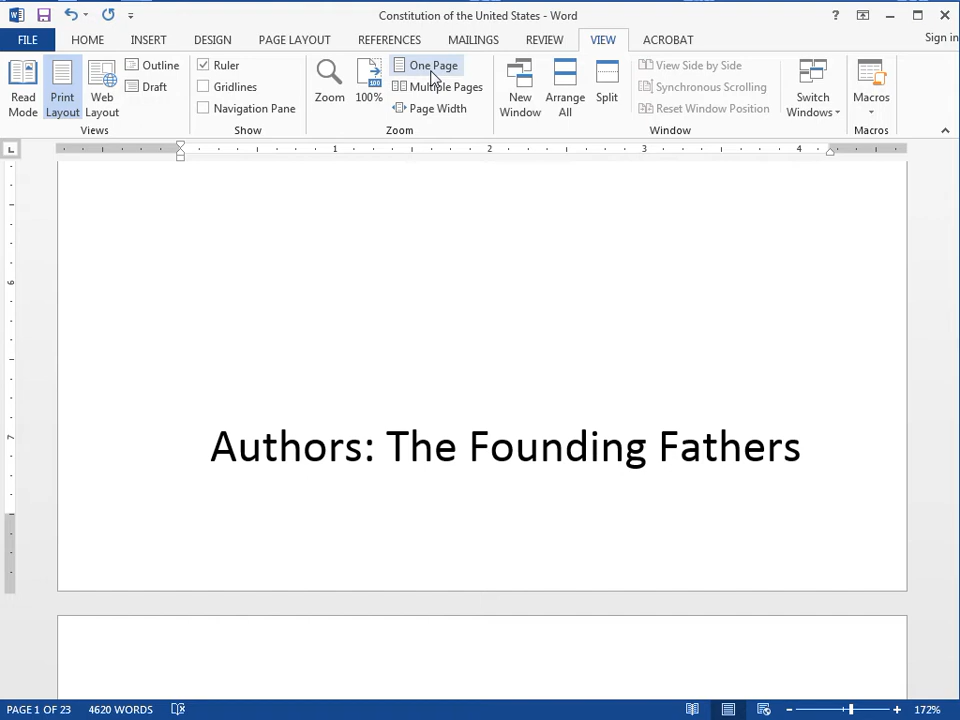 Constitution of the United States - Word
?
FILE HOME INSERT DESIGN PAGE LAYOUT REFERENCES MAILINGS REVIEW VIEW ACROBAT Sign in
Read Mode
Print Layout
Web Layout
Outline
Draft
Views
Ruler
Gridlines
Navigation Pane
Show
Zoom
100
100%
One Page
Multiple Pages
Page Width
Zoom
New Window
Arrange All
Split
View Side by Side
Synchronous Scrolling
Reset Window Position
Window
Switch Windows
Macros
Macros
L
1 2 3 4
6
7
Authors: The Founding Fathers
PAGE 1 OF 23 4620 WORDS 172%